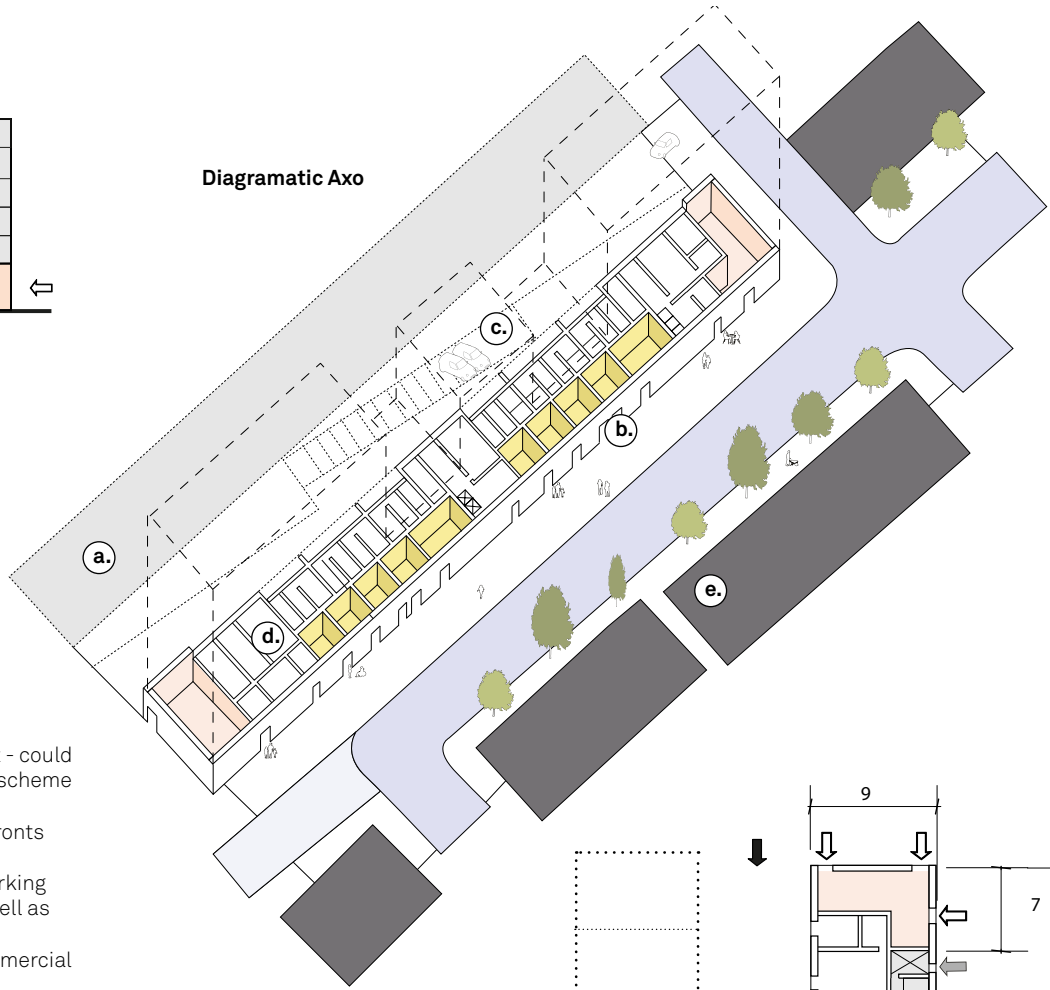 Diagramatic Axo
c.
b.
a.
e.
d.
- could
scheme
ronts
rking
ell as
mercial
9
7